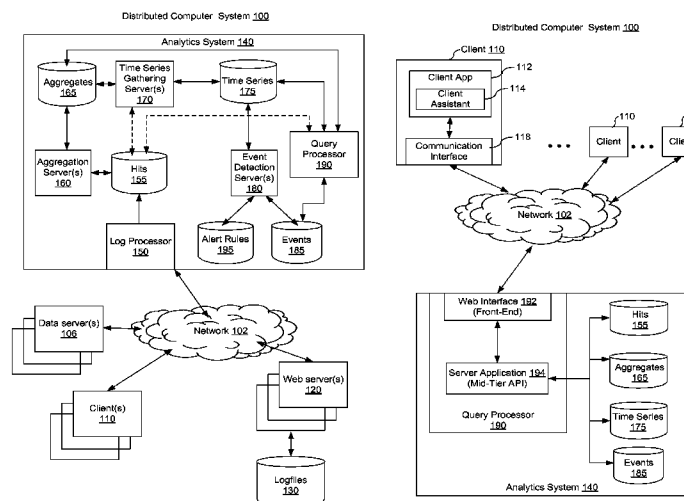 Distributed Computer System 100
Analytics System 140
Aggregates
165
Time Series
Gathering
Server(s)
170
Time Series
175
Query
Processor
190
Aggregation
Server(s)
160
Hits
155
Event
Detection
Server(s)
180
Log Processor
150
Alert Rules
195
Events
185
Data server(s)
106
Network 102
Web server(s)
120
Client(s)
110
Logfiles
130
Distributed Computer System 100
Client 110
Client App
112
Client
Assistant
114
Communication
Interface
118
110
Client
Network 102
Web Interface 192
(Front-End)
Server Application 194
(Mid-Tier API)
Query Processor
190
Hits
155
Aggregates
165
Time Series
175
Events
185
Analytics System 140